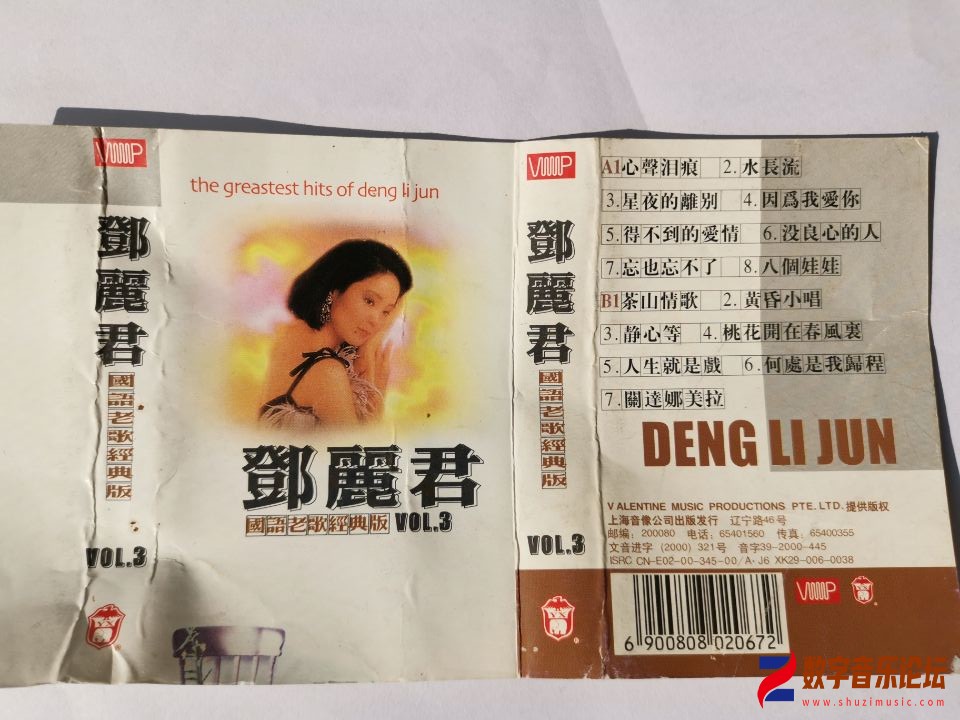 VMP
鄧麗君
國語老歌經典版
VOL.3
the greastest hits of deng li jun
鄧麗君
國語老歌經典版 VOL.3
VMP
鄧麗君
國語老歌經典版
VOL.3
A1心聲泪痕 2.水長流
3.星夜的離别 4.因爲我愛你
5.得不到的愛情 6.没良心的人
7.忘也忘不了 8.八個娃娃
B1茶山情歌 2.黃昏小唱
3.静心等 4.桃花開在春風裏
5.人生就是戲 6.何處是我歸程
7.關達娜美拉
DENG LI JUN
VALENTINE MUSIC PRODUCTIONS PTE. LTD.提供版权
上海音像公司出版发行 辽宁路46号
邮编：200080 电话：65401560 传真：65400355
文音进字 (2000) 321号 音字39-2000-445
ISRC CN-E02-00-345-00/A·J6 XK29-006-0038
VMP
6 900808 020672
数字音乐论坛
www.shuzimusic.com